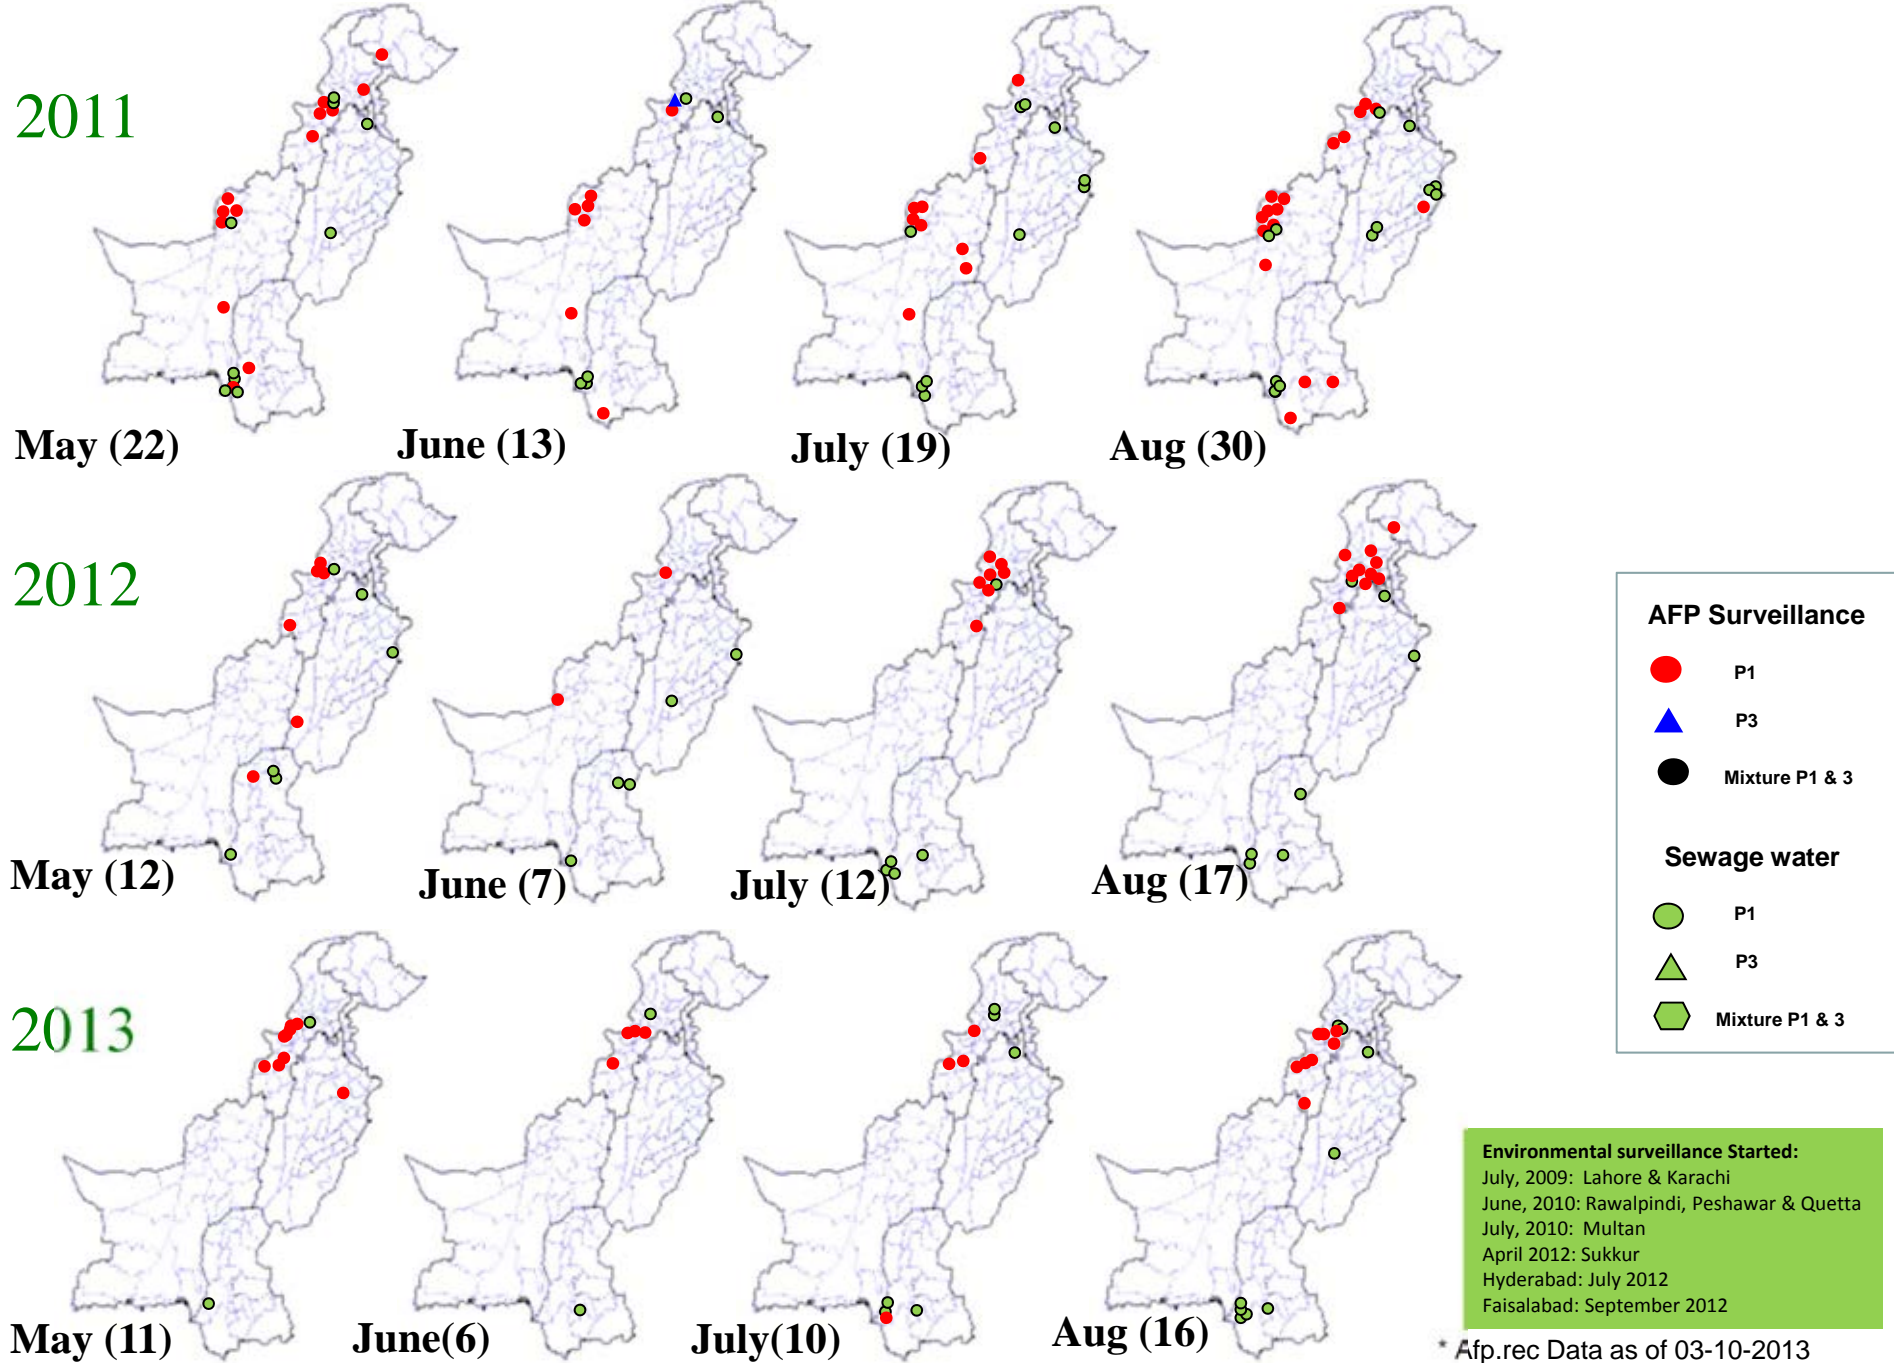 2011
May (22)
June (13)
July (19)
Aug (30)
2012
May (12)
June (7)
July (12)
Aug (17)
2013
May (11)
June(6)
July(10)
Aug (16)
AFP Surveillance
P1
P3
Mixture P1 & 3
Sewage water
P1
P3
Mixture P1 & 3
Environmental surveillance Started:
July, 2009: Lahore & Karachi
June, 2010: Rawalpindi, Peshawar & Quetta
July, 2010: Multan
April 2012: Sukkur
Hyderabad: July 2012
Faisalabad: September 2012
* Afp.rec Data as of 03-10-2013